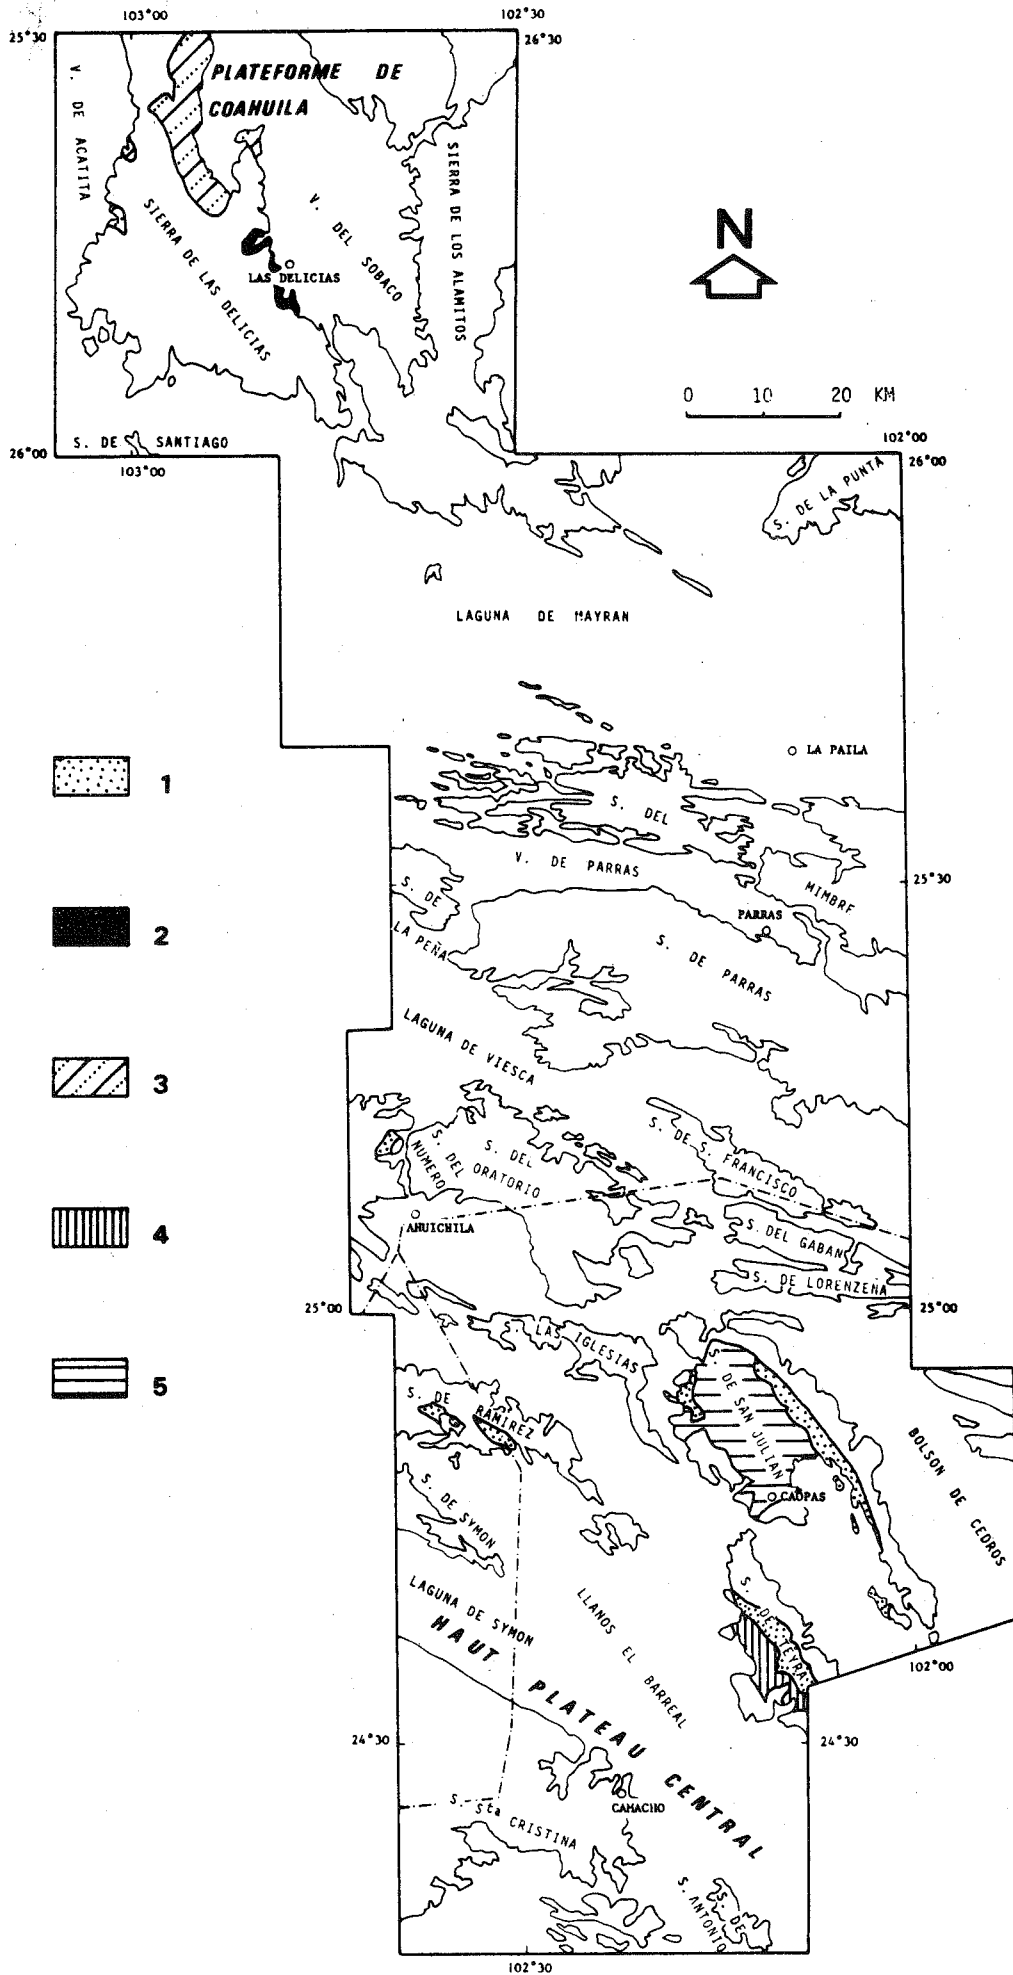 103°00
102°30
25°30
26°30
PLATEFORME DE
COAHUILA
V. DE ACATITA
SIERRA DE LAS DELICIAS
V. DEL SOBACO
SIERRA DE LOS ALAMITOS
LAS DELICIAS
N
0 10 20 KM
S. DE SANTIAGO
26°00
103°00
102°00
26°00
S. DE LA PUNTA
LAGUNA DE MAYRAN
LA PAILA
1
S. DEL
MIMBRE
V. DE PARRAS
25°30
S. DE
LA PEÑA
PARRAS
2
S. DE PARRAS
LAGUNA DE VIESCA
3
S. DE S. FRANCISCO
S. DEL
NUMERO
S. DEL
ORATORIO
4
AHUICHILA
S. DEL GABAN
S. DE LORENZEÑA
25°00
25°00
S. LAS IGLESIAS
5
S. DE
RAMIREZ
S. DE SAN JULIAN
BOLSON DE CEDROS
CAOPAS
S. DE SYMON
LAGUNA DE SYMON
LLANOS EL BARREAL
S. DE TEYRA
HAUT PLATEAU CENTRAL
102°00
24°30
24°30
CAMACHO
S. Sta CRISTINA
S. DE
S. ANTONIO
102°30